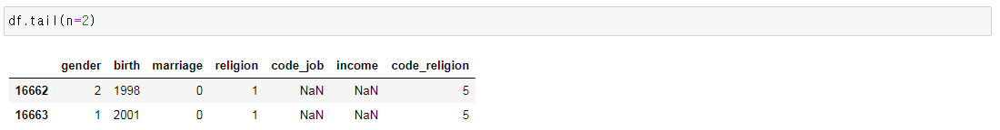 df.tail(n=2)
gender birth marriage religion code_job income code_religion
16662 2 1998 0 1 NaN NaN 5
16663 1 2001 0 1 NaN NaN 5